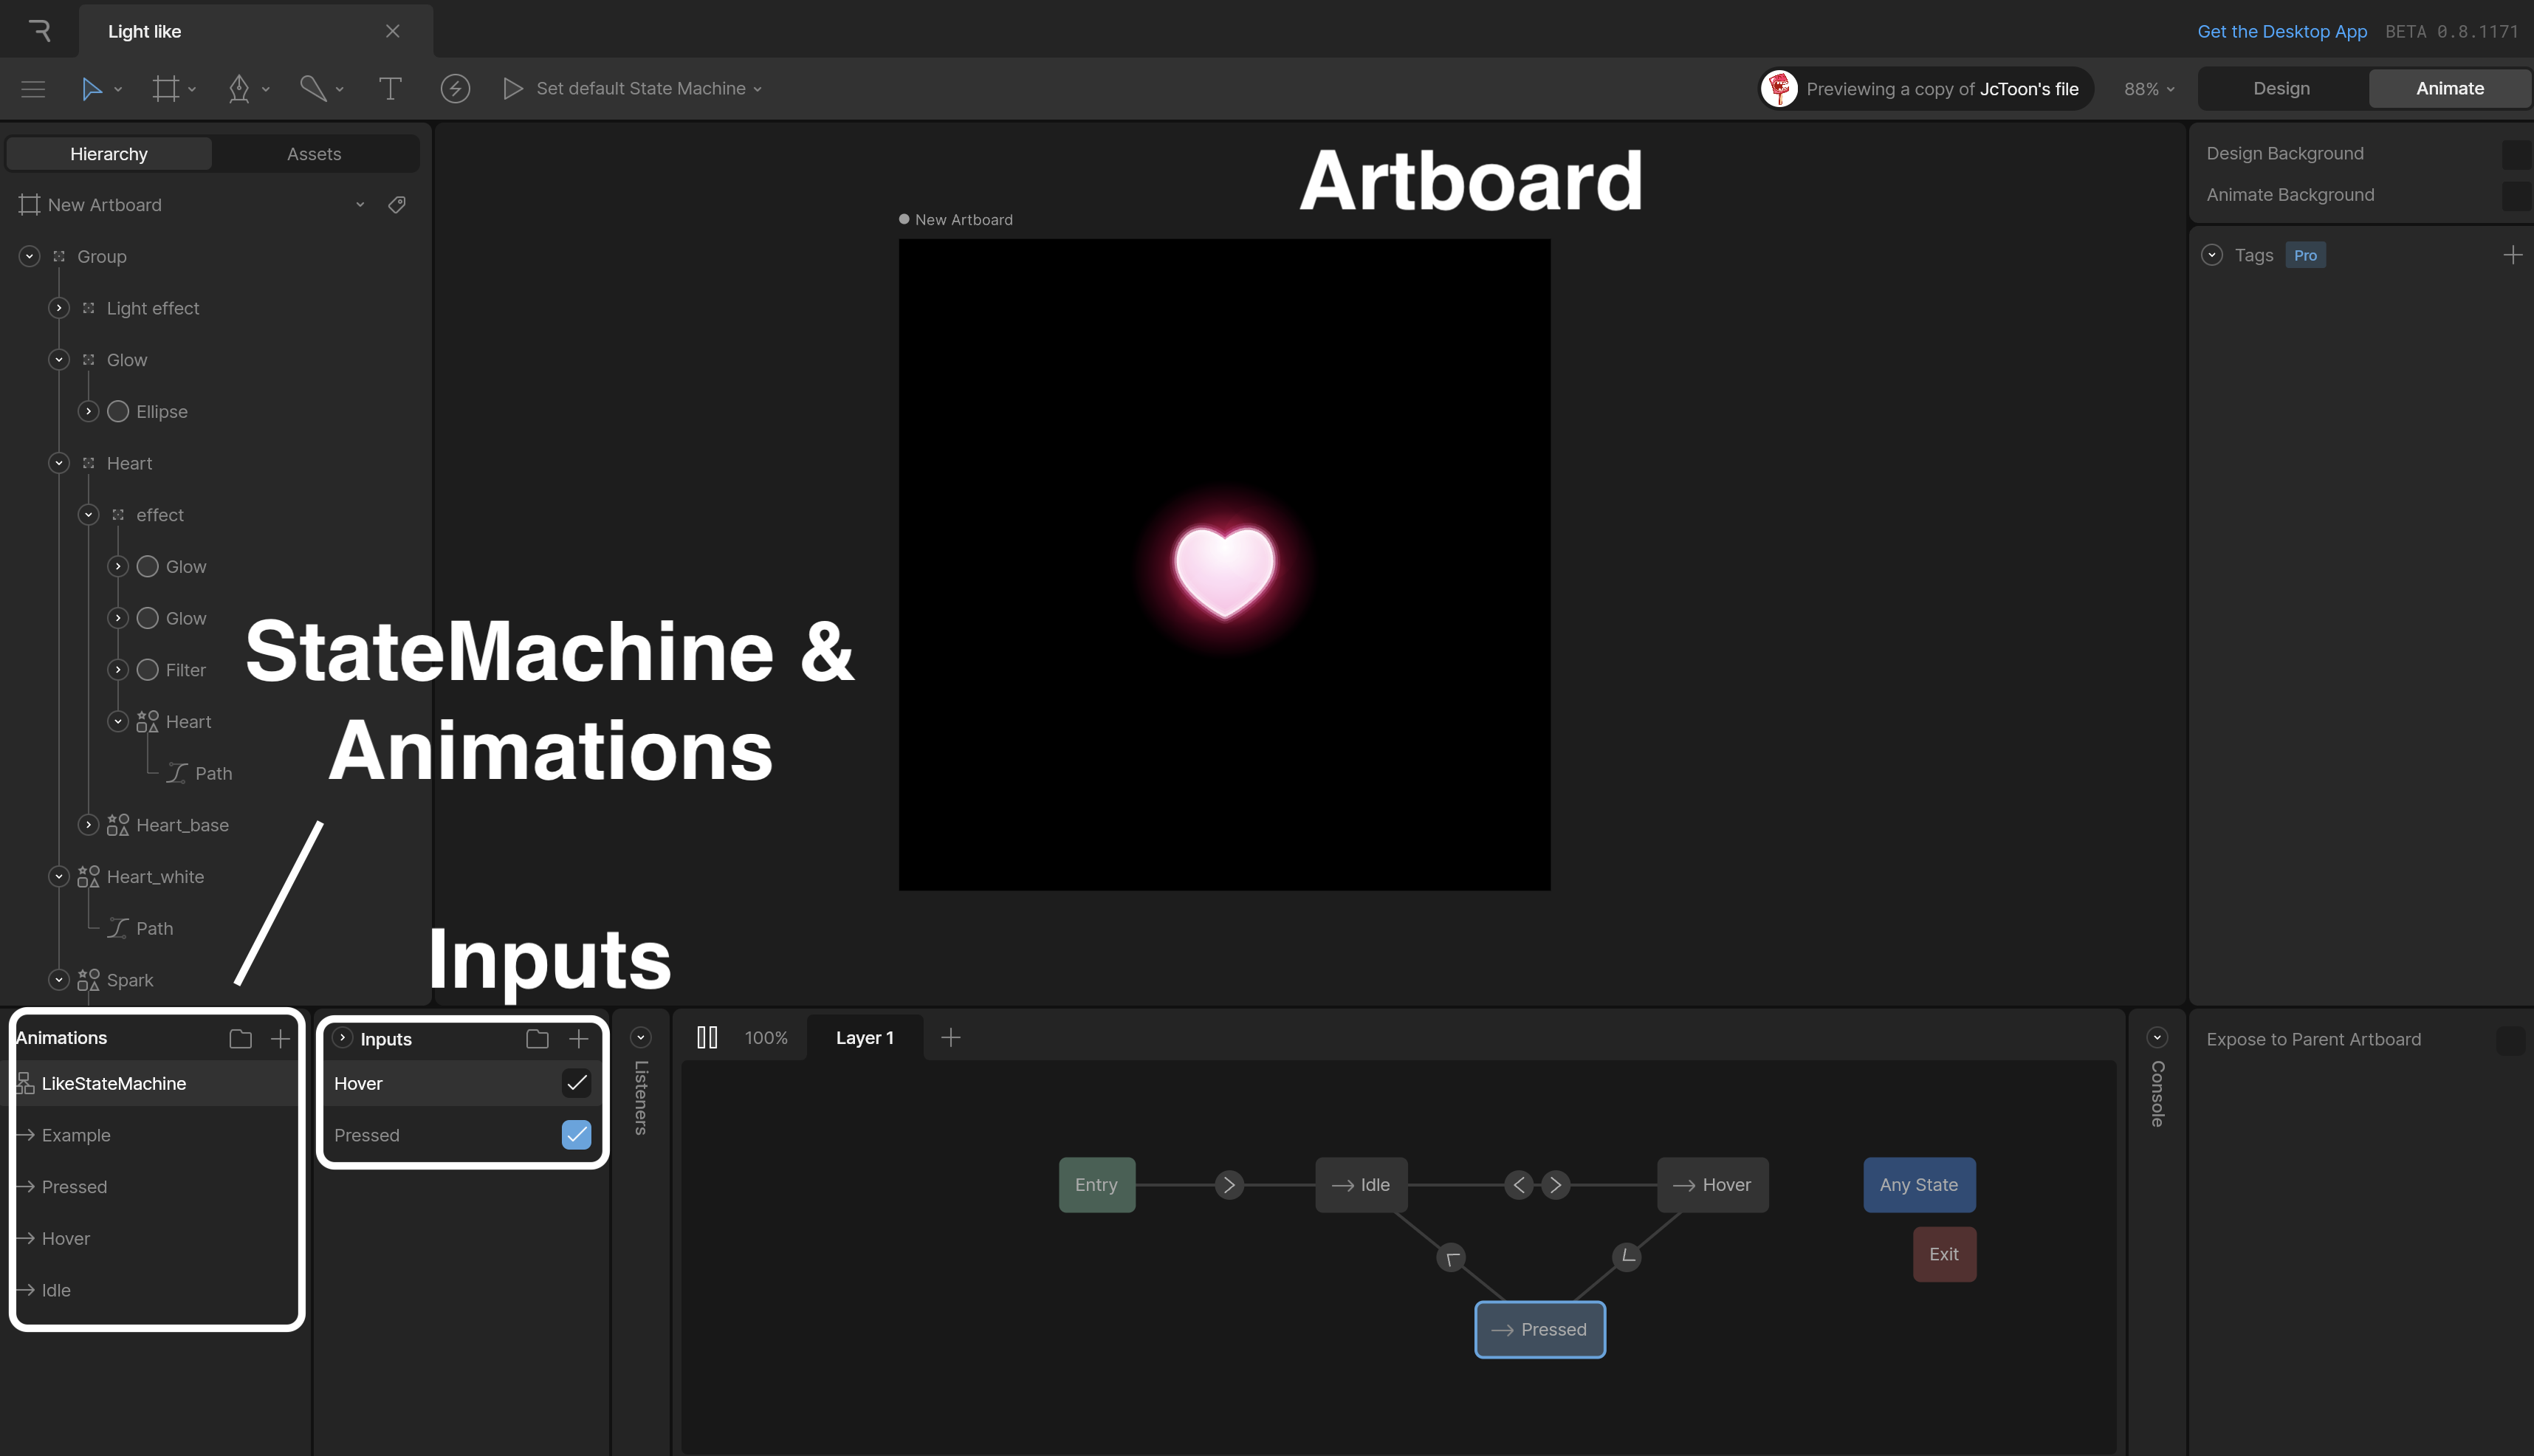 Light like
Get the Desktop App
BETA 0.8.1171
Set default State Machine
Previewing a copy of JcToon's file
88%
Design
Animate
Hierarchy
Assets
New Artboard
Group
Light effect
Glow
Ellipse
Heart
effect
Glow
Glow
Filter
Heart
Path
Heart_base
Heart_white
Path
Spark
Artboard
New Artboard
StateMachine &
Animations
Inputs
Design Background
Animate Background
Tags Pro
Animations
LikeStateMachine
Example
Pressed
Hover
Idle
Inputs
Hover
Pressed
Listeners
100%
Layer 1
Entry
Idle
Hover
Any State
Exit
Pressed
Console
Expose to Parent Artboard